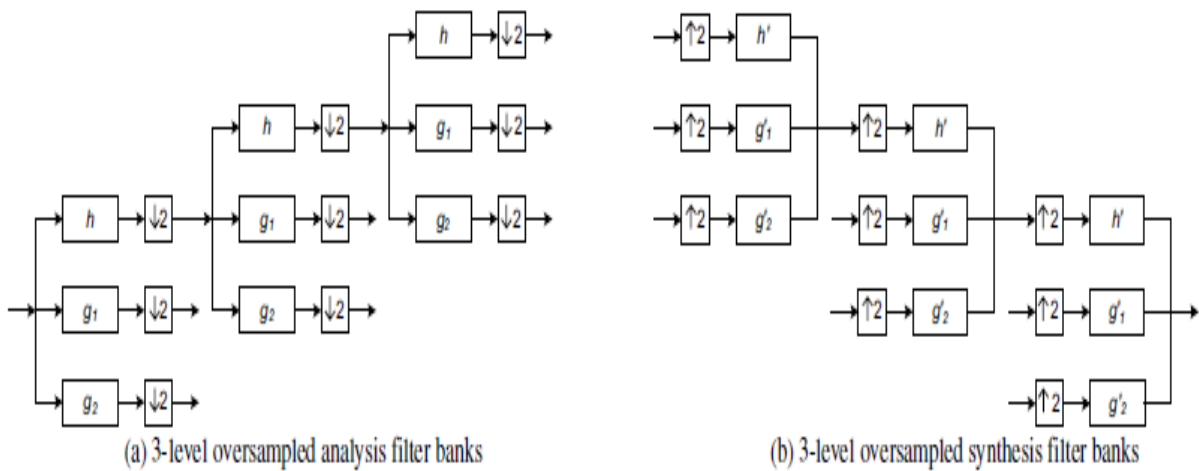 h ↓2
↑2 h'
h ↓2 g₁ ↓2
↑2 g'₁ ↑2 h'
h ↓2 g₁ ↓2 g₂ ↓2
↑2 g'₂ ↑2 g'₁ ↑2 h'
g₁ ↓2 g₂ ↓2
↑2 g'₂ ↑2 g'₁
g₂ ↓2
↑2 g'₂
(a) 3-level oversampled analysis filter banks
(b) 3-level oversampled synthesis filter banks